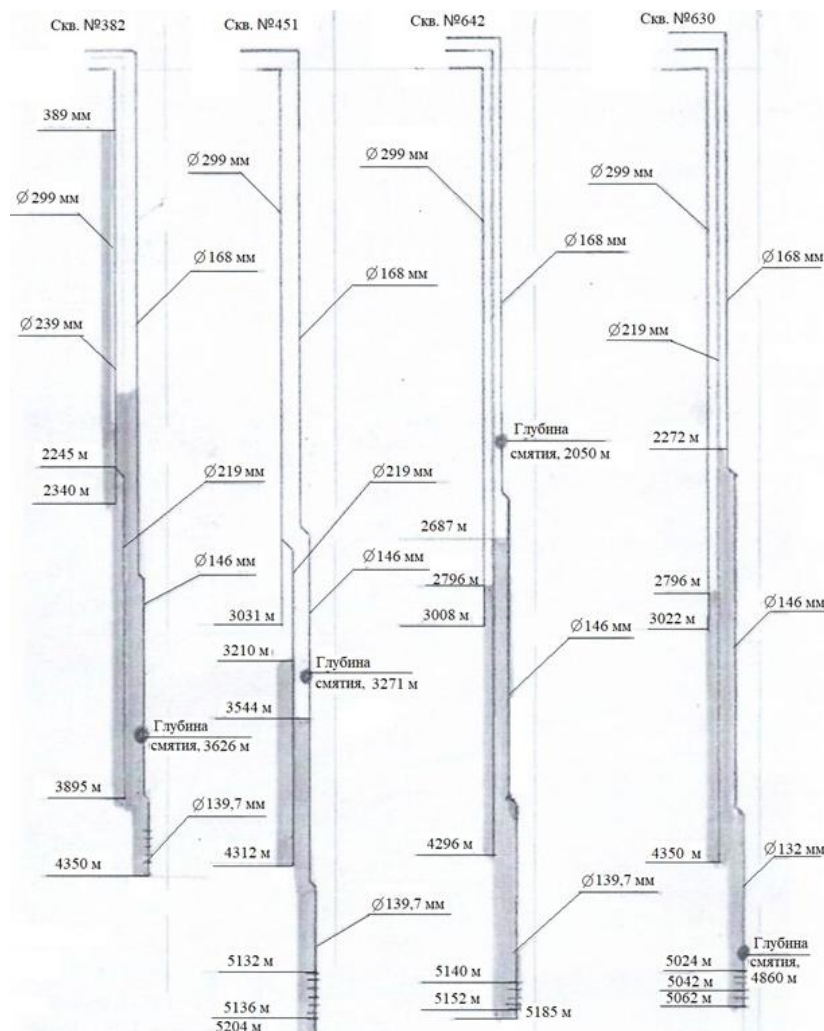 Скв. №382
389 мм
Ø 299 мм
Ø 168 мм
Ø 239 мм
2245 м
2340 м
Ø 219 мм
Ø 146 мм
Глубина
смятия, 3626 м
3895 м
Ø 139,7 мм
4350 м
Скв. №451
Ø 299 мм
Ø 168 мм
Ø 219 мм
Ø 146 мм
3031 м
3210 м
Глубина
смятия, 3271 м
3544 м
4312 м
Ø 139,7 мм
5132 м
5136 м
5204 м
Скв. №642
Ø 299 мм
Ø 168 мм
Глубина
смятия, 2050 м
2687 м
2796 м
3008 м
Ø 146 мм
4296 м
Ø 139,7 мм
5140 м
5152 м
5185 м
Скв. №630
Ø 299 мм
Ø 168 мм
Ø 219 мм
2272 м
2796 м
3022 м
Ø 146 мм
4350 м
Ø 132 мм
Глубина
смятия,
4860 м
5024 м
5042 м
5062 м